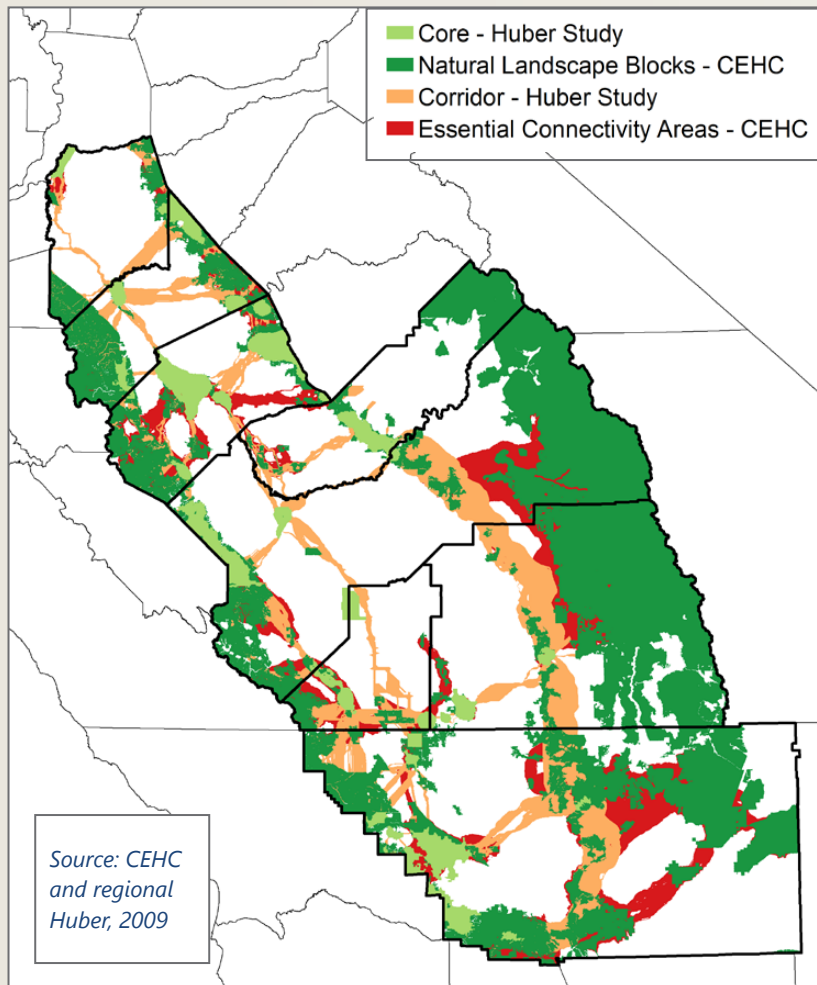 Core - Huber Study
Natural Landscape Blocks - CEHC
Corridor - Huber Study
Essential Connectivity Areas - CEHC
Source: CEHC
and regional
Huber, 2009